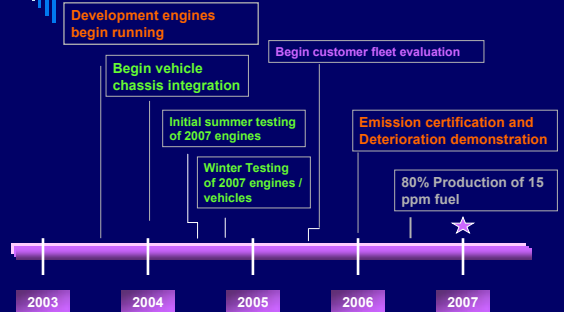 Development engines
begin running
Begin customer fleet evaluation
Begin vehicle
chassis integration
Initial summer testing
of 2007 engines
Emission certification and
Deterioration demonstration
Winter Testing
of 2007 engines /
vehicles
80% Production of 15
ppm fuel
2003
2004
2005
2006
2007